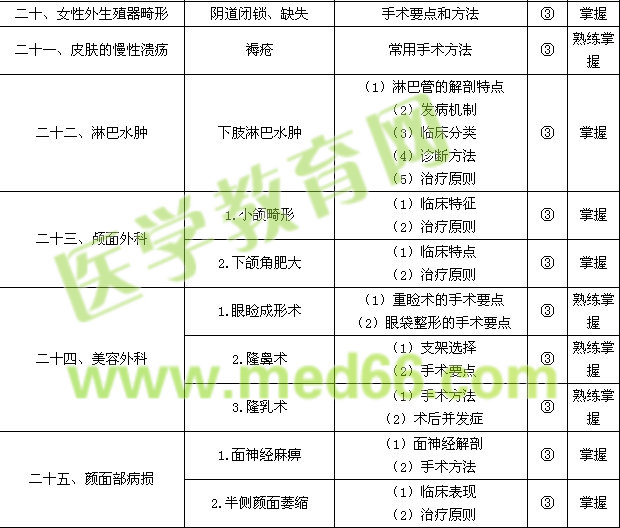 二十、女性外生殖器畸形 阴道闭锁、缺失 手术要点和方法 ③ 掌握
二十一、皮肤的慢性溃疡 褥疮 常用手术方法 ③ 熟练掌握
二十二、淋巴水肿 下肢淋巴水肿 (1) 淋巴管的解剖特点
(2) 发病机制
(3) 临床分类
(4) 诊断方法
(5) 治疗原则
③ 掌握
二十三、颅面外科 1.小颌畸形 (1) 临床特征
(2) 治疗原则
③ 掌握
2.下颌角肥大 (1) 临床特点
(2) 治疗原则
③ 掌握
二十四、美容外科 1.眼睑成形术 (1) 重睑术的手术要点
(2) 眼袋整形的手术要点
③ 熟练掌握
2.隆鼻术 (1) 支架选择
(2) 手术要点
③ 熟练掌握
3.隆乳术 (1) 手术方法
(2) 术后并发症
③ 熟练掌握
二十五、颜面部病损 1.面神经麻痹 (1) 面神经解剖
(2) 手术方法
③ 掌握
2.半侧颜面萎缩 (1) 临床表现
(2) 治疗原则
③ 掌握
医学教育网
www.med66.com